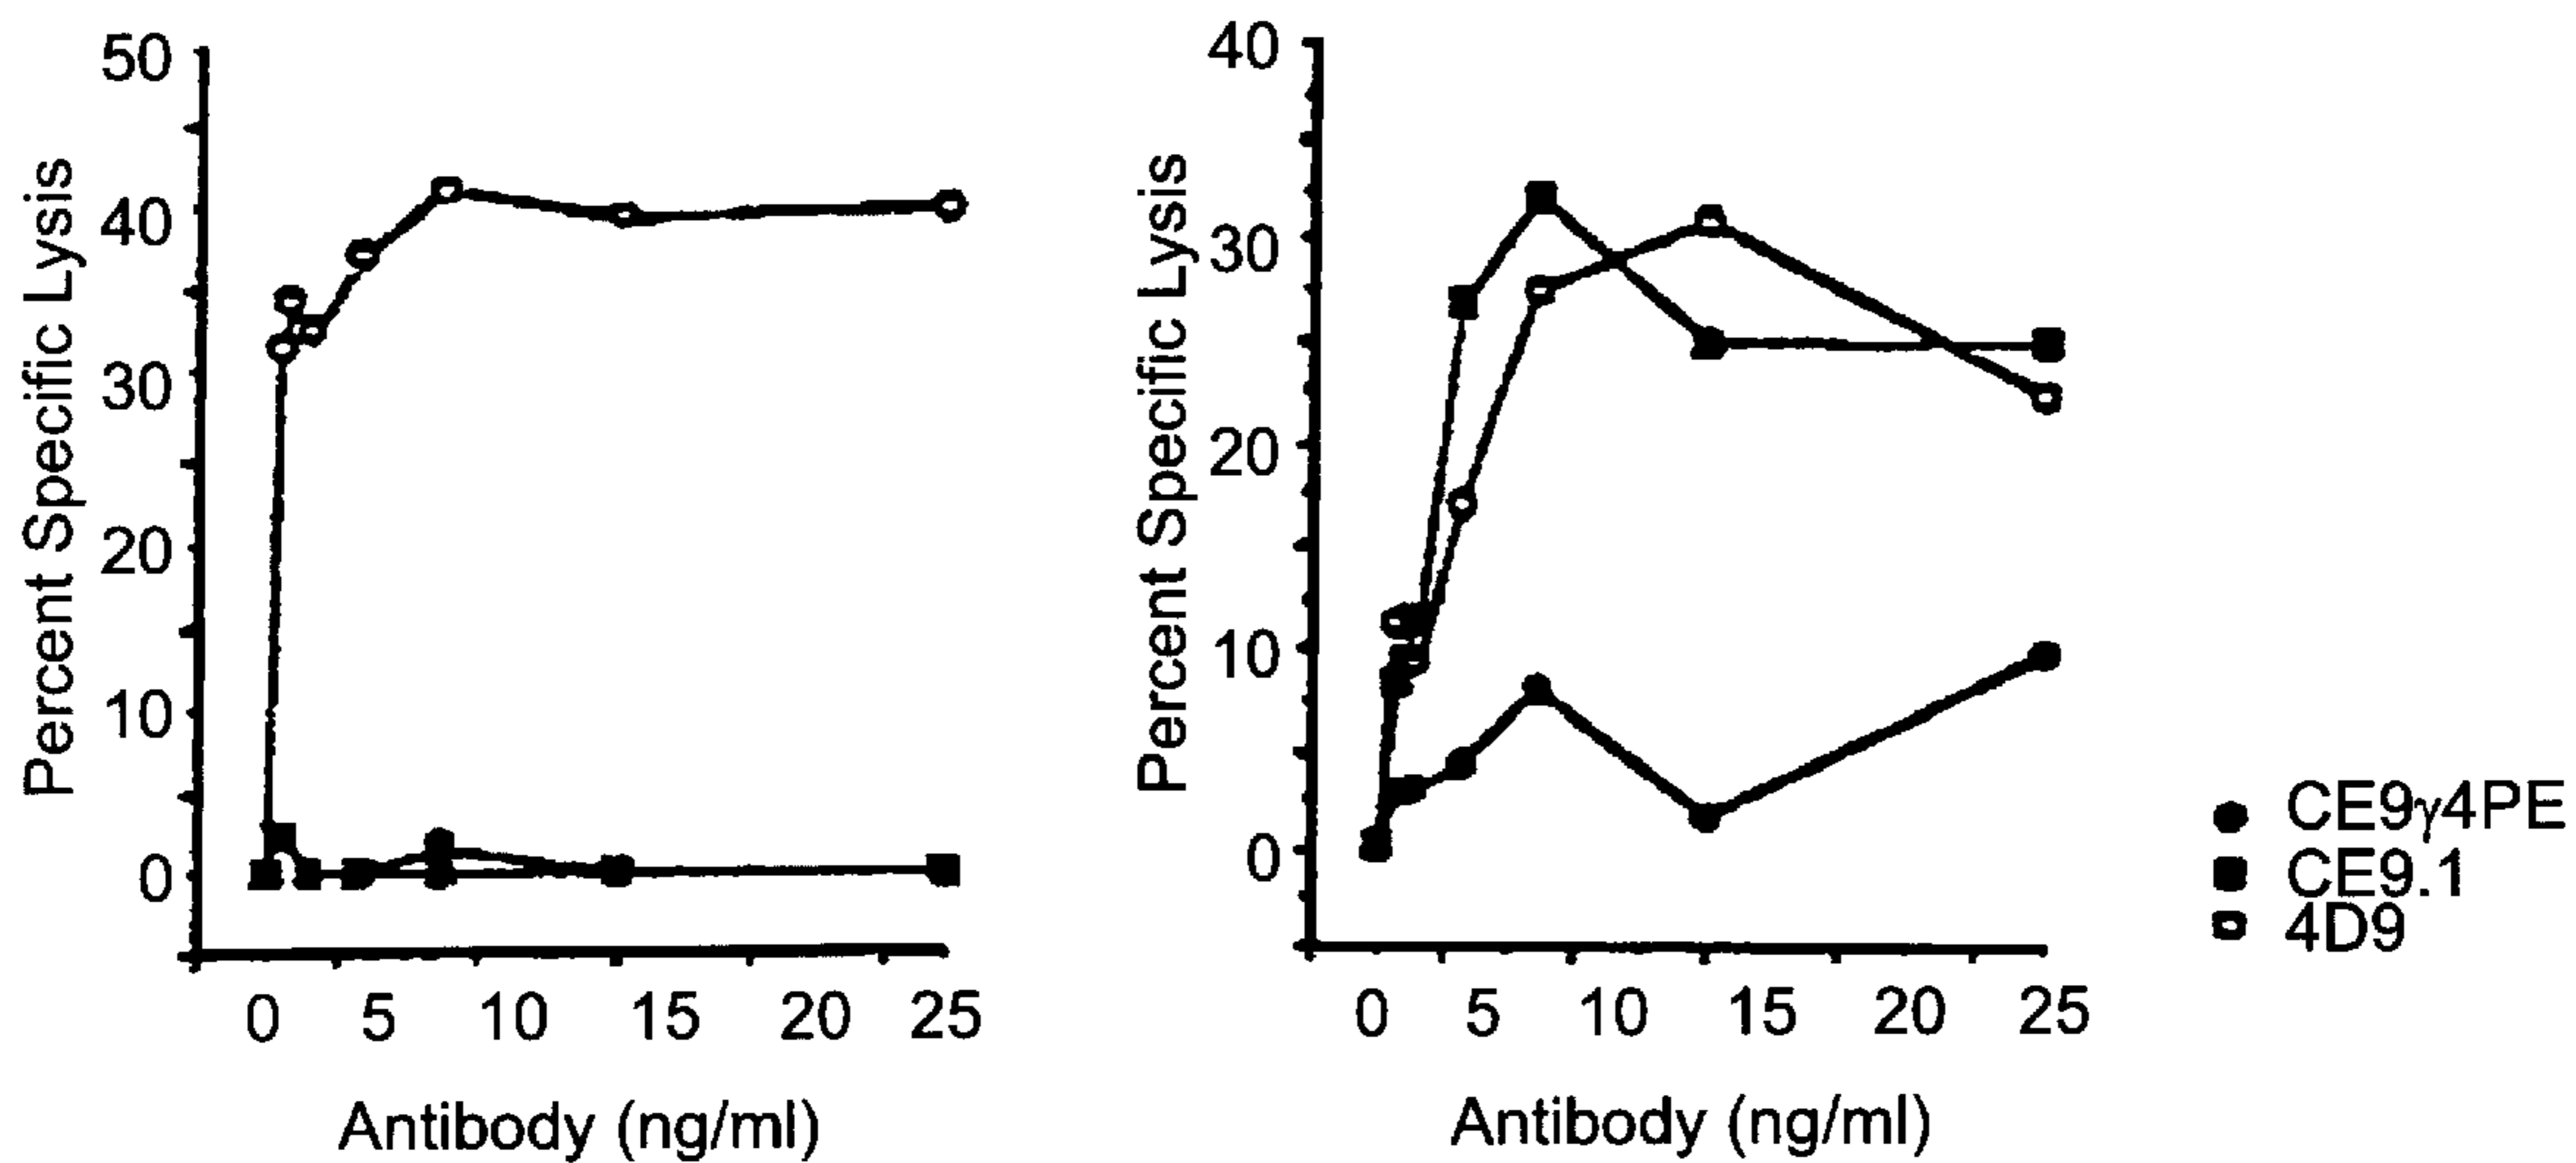 Percent Specific Lysis
50
40
30
20
10
0
0 5 10 15 20 25
Antibody (ng/ml)
Percent Specific Lysis
40
30
20
10
0
0 5 10 15 20 25
Antibody (ng/ml)
CE9γ4PE
CE9.1
4D9